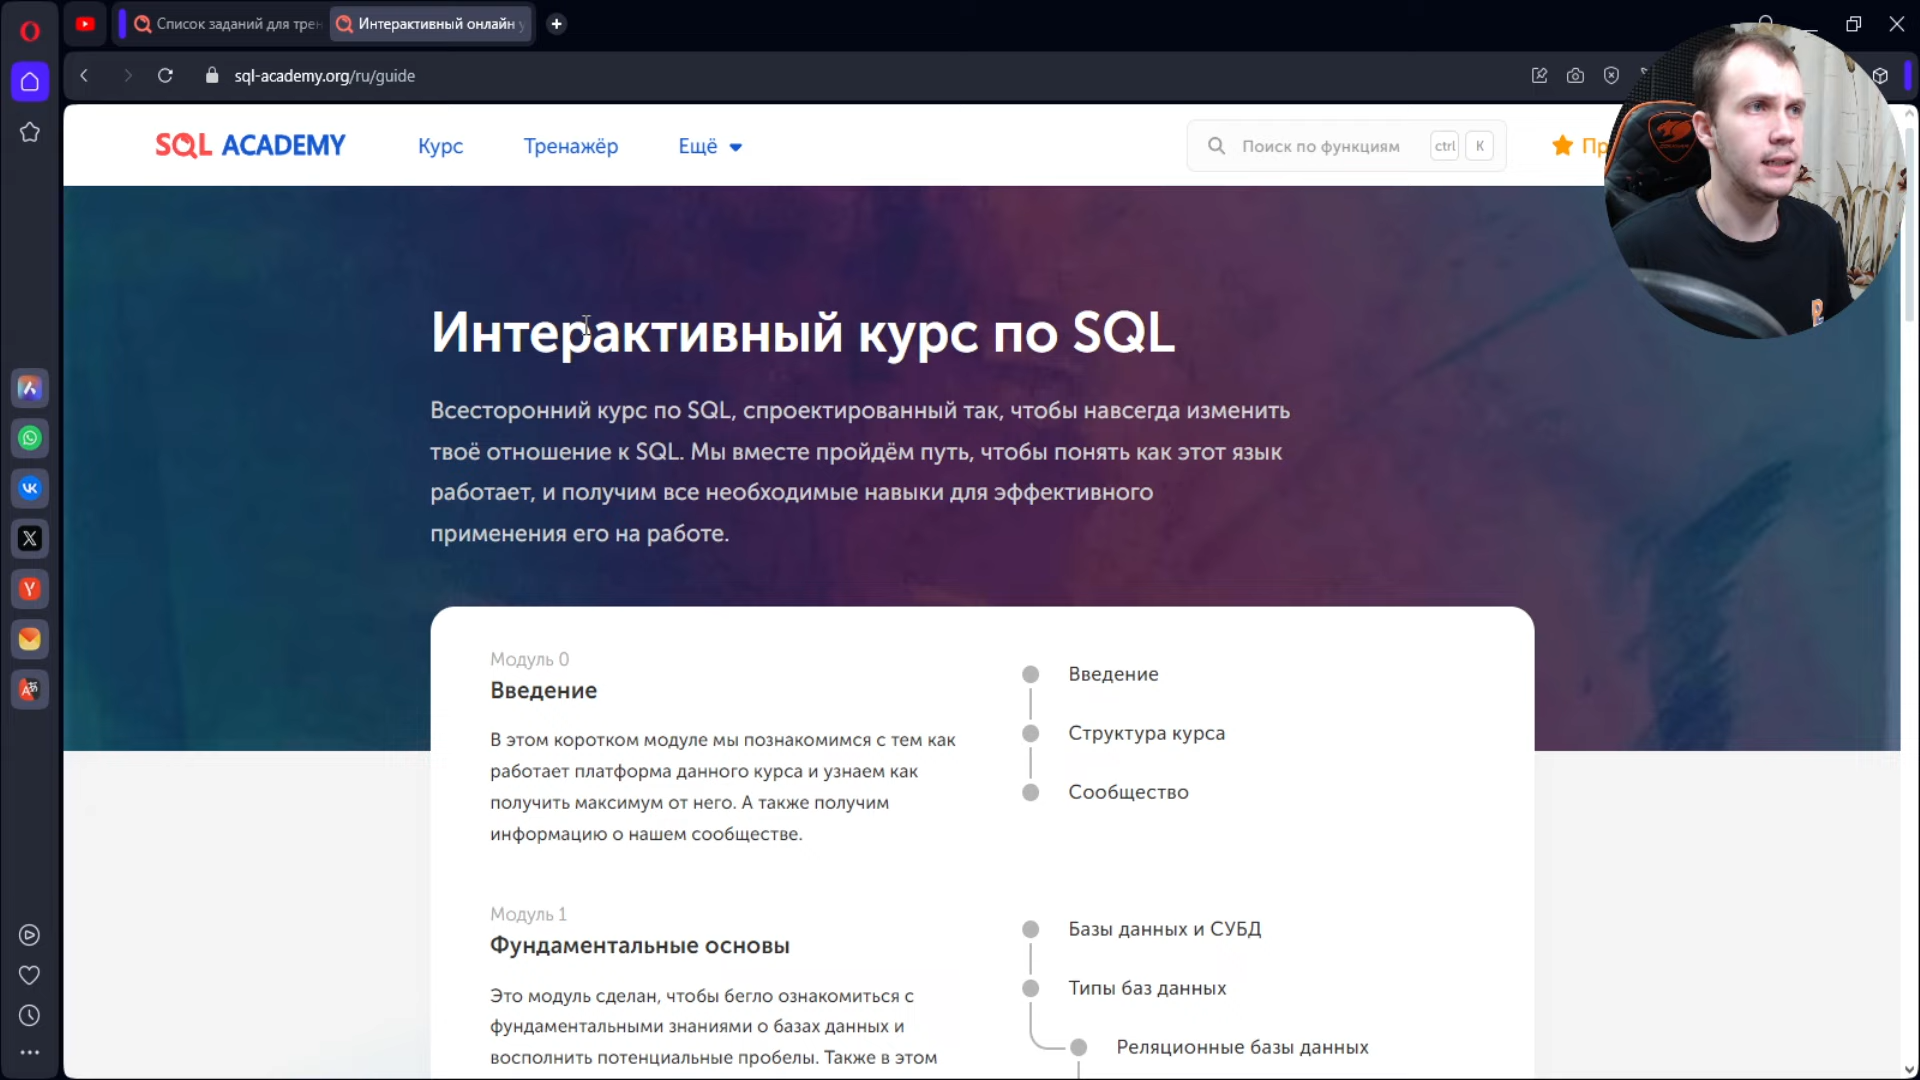 Список заданий для трен
Интерактивный онлайн
sql-academy.org/ru/guide
SQL ACADEMY
Курс
Тренажёр
Ещё
Поиск по функциям
ctrl
K
Пр
Интерактивный курс по SQL
Всесторонний курс по SQL, спроектированный так, чтобы навсегда изменить
твоё отношение к SQL. Мы вместе пройдём путь, чтобы понять как этот язык
работает, и получим все необходимые навыки для эффективного
применения его на работе.
Модуль 0
Введение
В этом коротком модуле мы познакомимся с тем как
работает платформа данного курса и узнаем как
получить максимум от него. А также получим
информацию о нашем сообществе.
Введение
Структура курса
Сообщество
Модуль 1
Фундаментальные основы
Это модуль сделан, чтобы бегло ознакомиться с
фундаментальными знаниями о базах данных и
восполнить потенциальные пробелы. Также в этом
Базы данных и СУБД
Типы баз данных
Реляционные базы данных